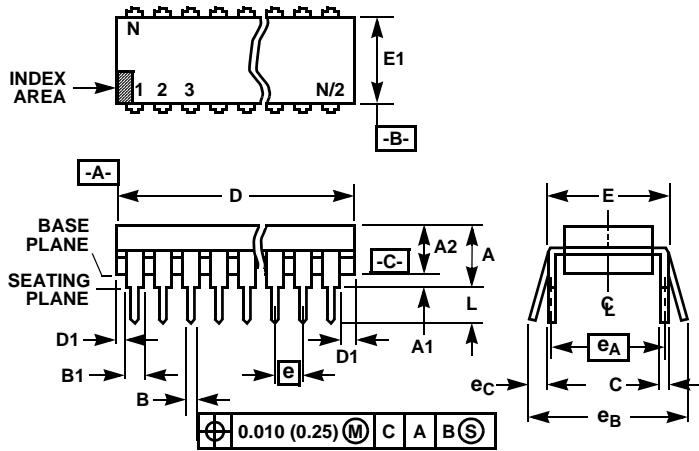 N
E1
INDEX
AREA
1 2 3 N/2
-B-
-A-
D
E
BASE
PLANE
A2
A
-C-
SEATING
PLANE
L
C
L
D1
A1
D1
eA
B1
e
eC
C
B
eB
0.010 (0.25) M C A B S